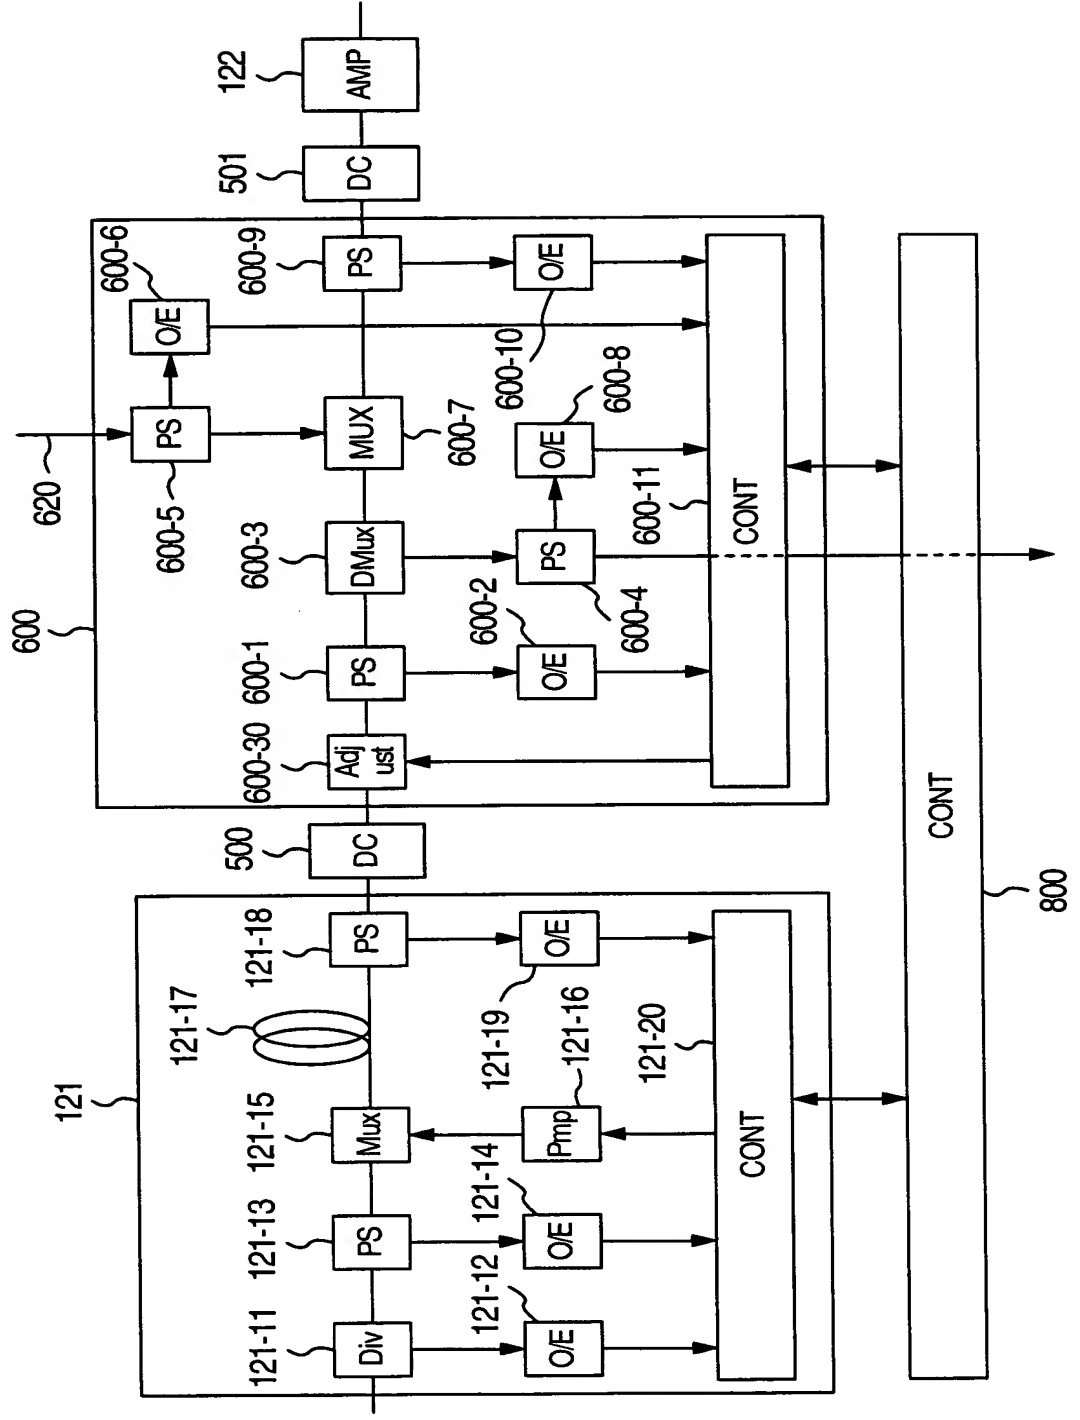 121
121-11
Div
121-12
O/E
121-13
PS
121-14
O/E
121-15
Mux
121-16
Pmp
121-17
121-18
PS
121-19
O/E
121-20
CONT
500
DC
600
600-30
Adj
ust
600-1
PS
600-2
O/E
600-3
DMux
600-4
PS
620
600-5
PS
600-6
O/E
MUX
600-7
O/E
600-8
600-9
PS
O/E
600-10
600-11
CONT
501
DC
122
AMP
CONT
800